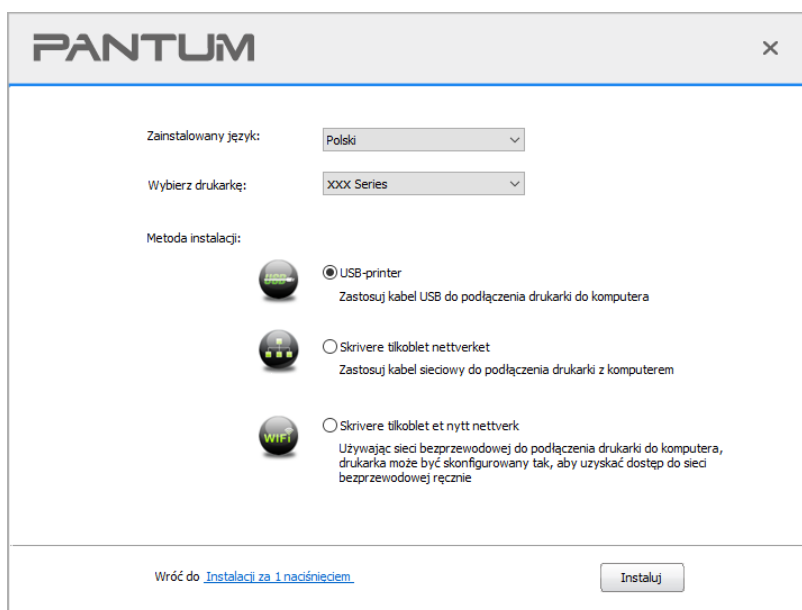 PANTUM
Zainstalowany język:
Polski
Wybierz drukarkę:
XXX Series
Metoda instalacji:
USB
USB-printer
Zastosuj kabel USB do podłączenia drukarki do komputera
Skrivere tilkoblet nettverket
Zastosuj kabel sieciowy do podłączenia drukarki z komputerem
WiFi
Skrivere tilkoblet et nytt nettverk
Używając sieci bezprzewodowej do podłączenia drukarki do komputera,
drukarka może być skonfigurowany tak, aby uzyskać dostęp do sieci
bezprzewodowej ręcznie
Wróć do Instalacji za 1 naciśnięciem
Instaluj